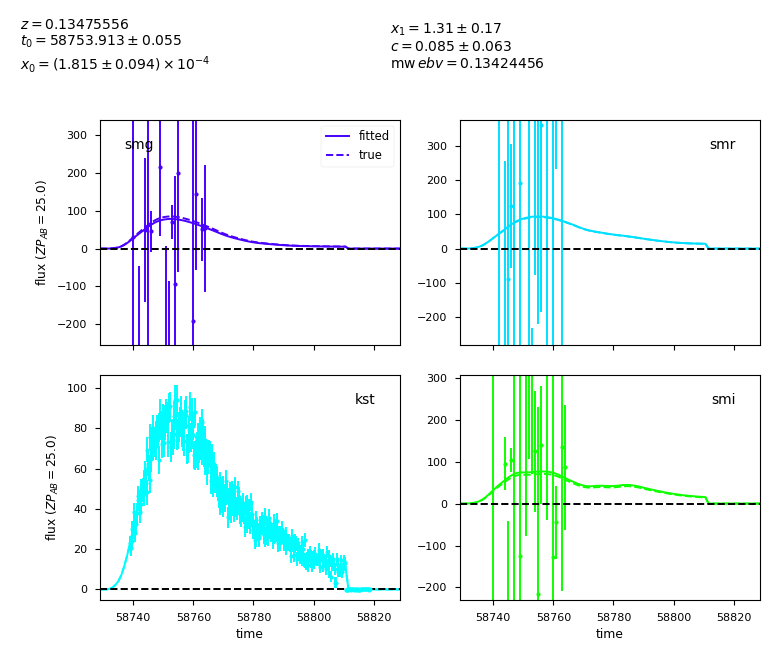 z = 0.13475556
t₀ = 58753.913 ± 0.055
x₀ = (1.815 ± 0.094) × 10⁻⁴
x₁ = 1.31 ± 0.17
c = 0.085 ± 0.063
mw ebv = 0.13424456
smg
fitted
true
300
200
100
0
−100
−200
flux (ZP_AB = 25.0)
smr
300
200
100
0
−100
−200
kst
100
80
60
40
20
0
flux (ZP_AB = 25.0)
58740 58760 58780 58800 58820
time
smi
300
200
100
0
−100
−200
58740 58760 58780 58800 58820
time